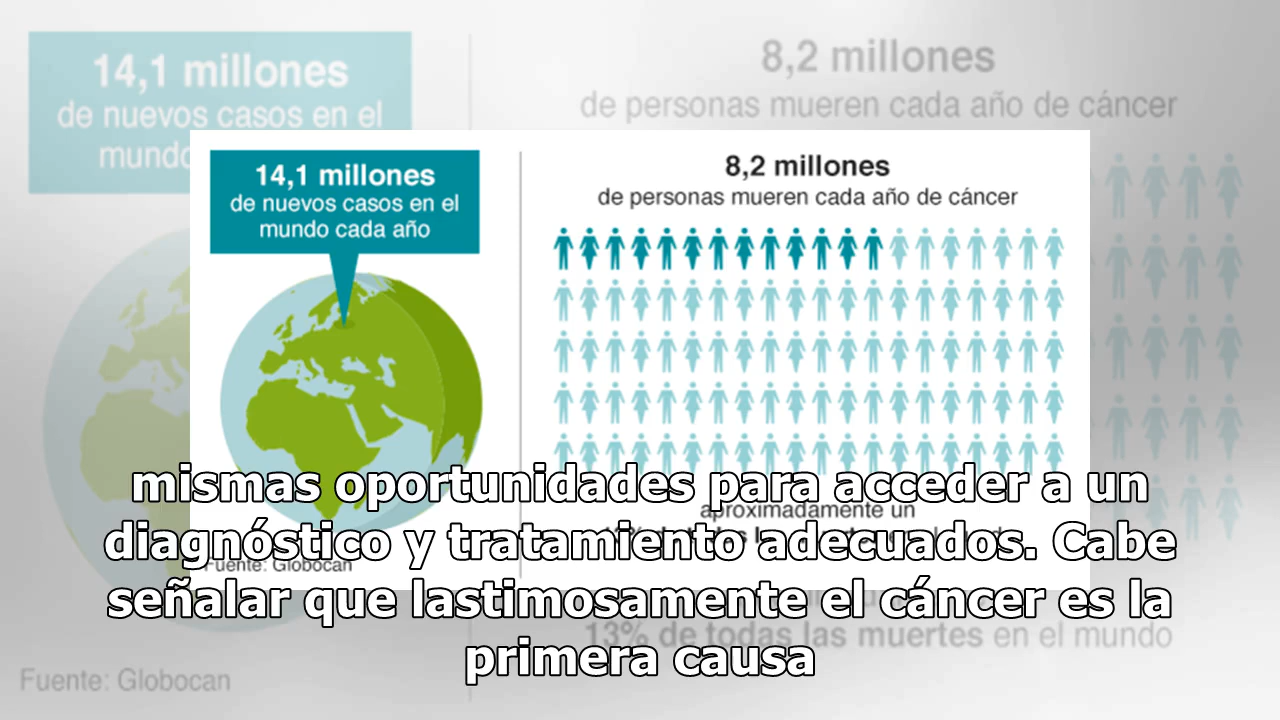 14,1 millones
de nuevos casos en el
mundo
8,2 millones
de personas mueren cada año de cáncer
14,1 millones
de nuevos casos en el
mundo cada año
8,2 millones
de personas mueren cada año de cáncer
aproximadamente un
Fuente: Globocan
mismas oportunidades para acceder a un
diagnóstico y tratamiento adecuados. Cabe
señalar que lastimosamente el cáncer es la
primera causa
13% de todas las muertes en el mundo
Fuente: Globocan